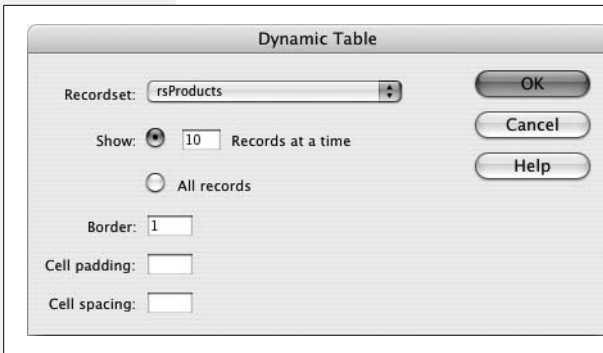 Dynamic Table
Recordset: rsProducts
Show: 10 Records at a time
All records
Border: 1
Cell padding:
Cell spacing:
OK
Cancel
Help